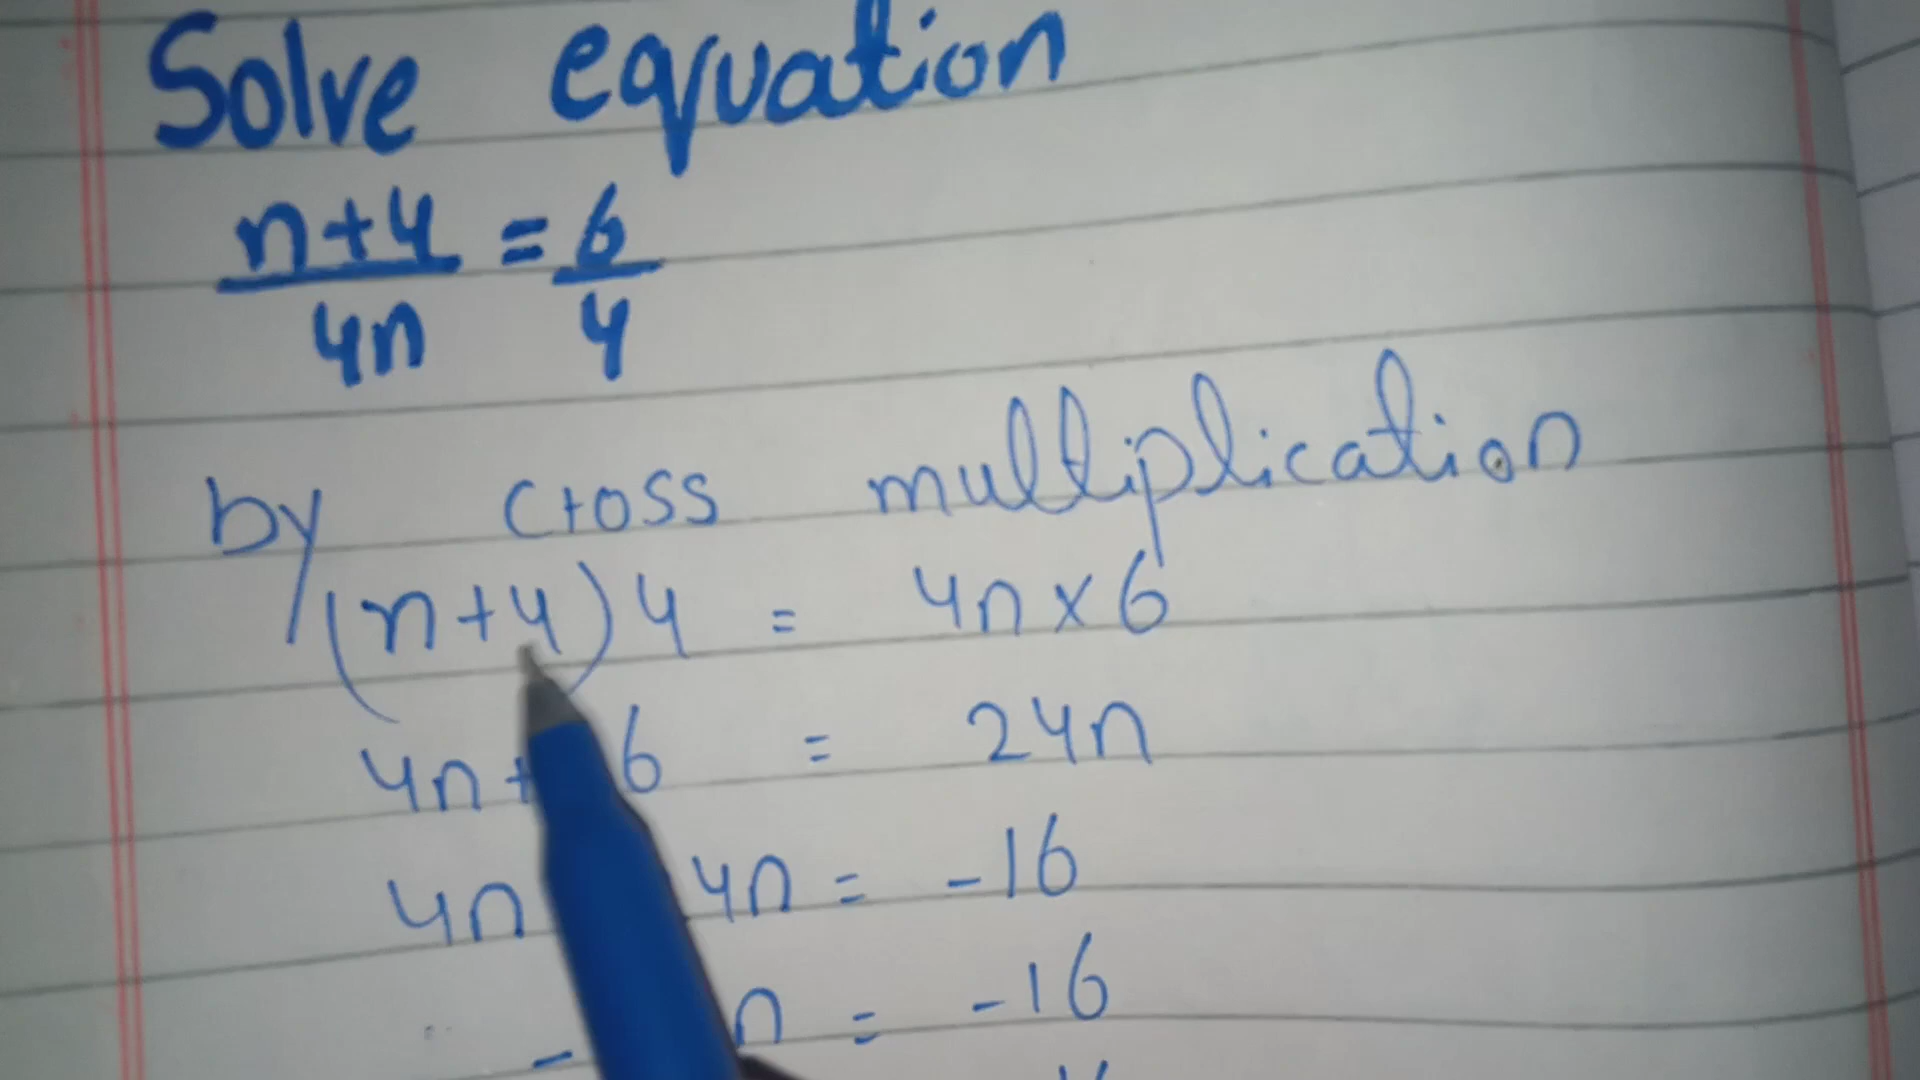 Solve equation
n+4 = 6
4n 4
by cross multiplication
(n+4)4 = 4n×6
4n+ 6 = 24n
4n 4n = -16
- n = -16